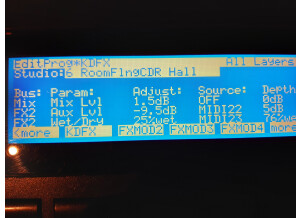 EditProg*KDFX All Layers
Studio:6 RoomFlngCDR Hall
Bus: Param: Adjust: Source: Depth
Mix Mix Lvl 1.5dB OFF 0dB
FX2 Aux Lvl -9.5dB MIDI22 5dB
FX2 Wet/Dry 25%wet MIDI23 76%we
<more KDFX FXMOD2 FXMOD3 FXMOD4 more